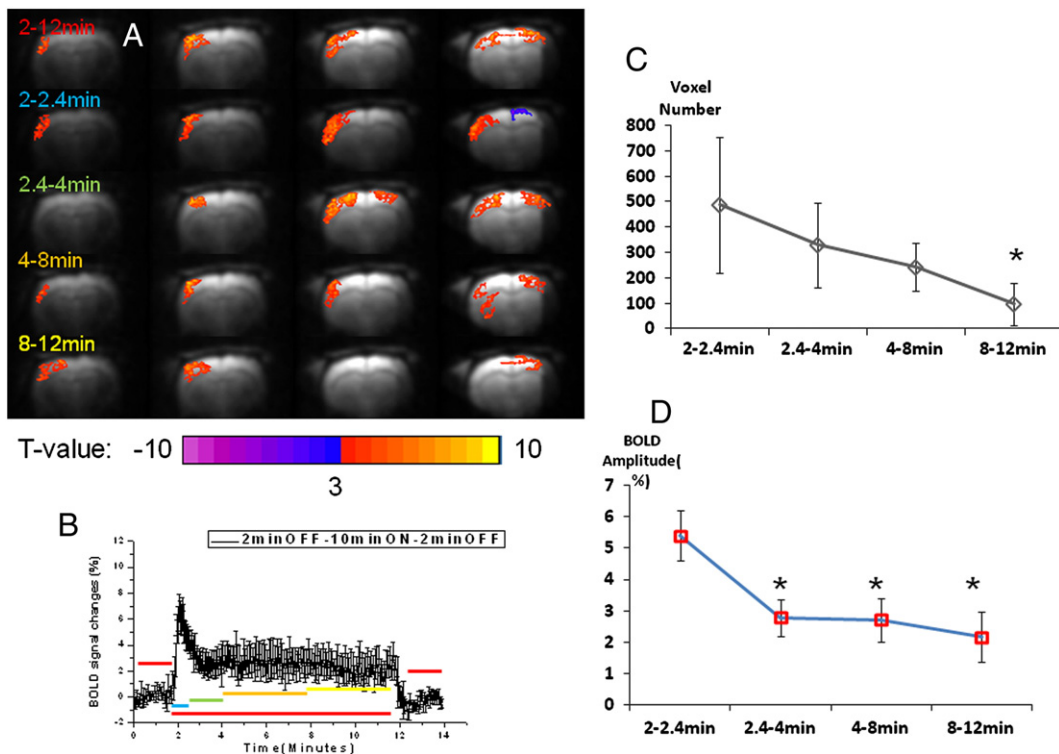 A
2-12min
2-2.4min
2.4-4min
4-8min
8-12min
T-value: -10 10
3
B
2minOFF-10minON-2minOFF
BOLD signal changes (%)
12
10
8
6
4
2
0
-2
0 2 4 6 8 10 12 14
Time(Minutes)
C
Voxel
Number
800
700
600
500
400
300
200
100
0
*
2-2.4min 2.4-4min 4-8min 8-12min
D
BOLD
Amplitude(
%)
7
6
5
4
3
2
1
0
* * *
2-2.4min 2.4-4min 4-8min 8-12min